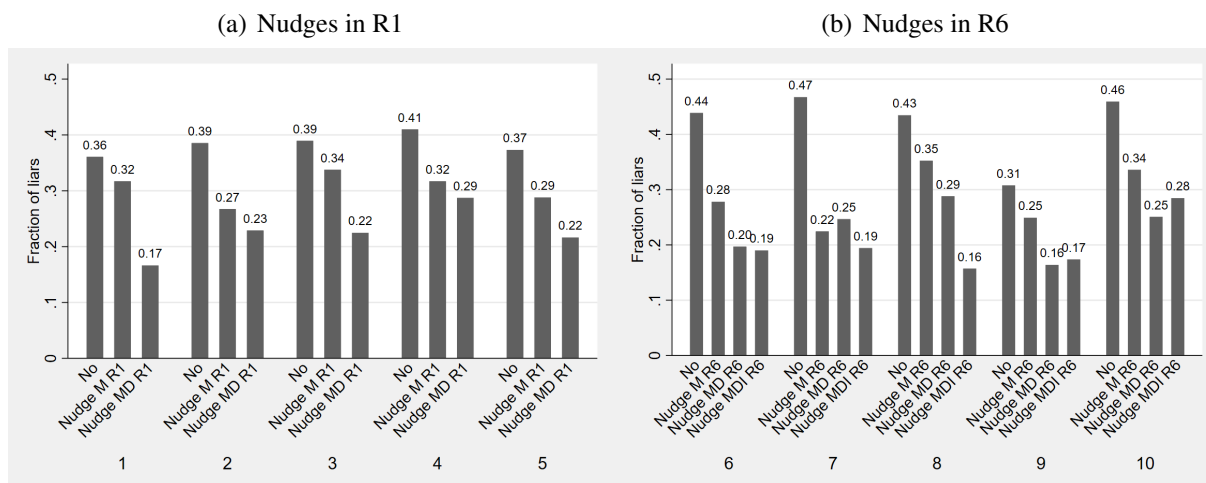 (a) Nudges in R1
.5
.4
.3
.2
.1
0
Fraction of liars
0.36
0.32
0.17
0.39
0.27
0.23
0.39
0.34
0.22
0.41
0.32
0.29
0.37
0.29
0.22
No
Nudge M R1
Nudge MD R1
No
Nudge M R1
Nudge MD R1
No
Nudge M R1
Nudge MD R1
No
Nudge M R1
Nudge MD R1
No
Nudge M R1
Nudge MD R1
1 2 3 4 5
(b) Nudges in R6
.5
.4
.3
.2
.1
0
Fraction of liars
0.44
0.28
0.20
0.19
0.47
0.22
0.25
0.19
0.43
0.35
0.29
0.16
0.31
0.25
0.16
0.17
0.46
0.34
0.25
0.28
No
Nudge M R6
Nudge MD R6
Nudge MDI R6
No
Nudge M R6
Nudge MD R6
Nudge MDI R6
No
Nudge M R6
Nudge MD R6
Nudge MDI R6
No
Nudge M R6
Nudge MD R6
Nudge MDI R6
No
Nudge M R6
Nudge MD R6
Nudge MDI R6
6 7 8 9 10